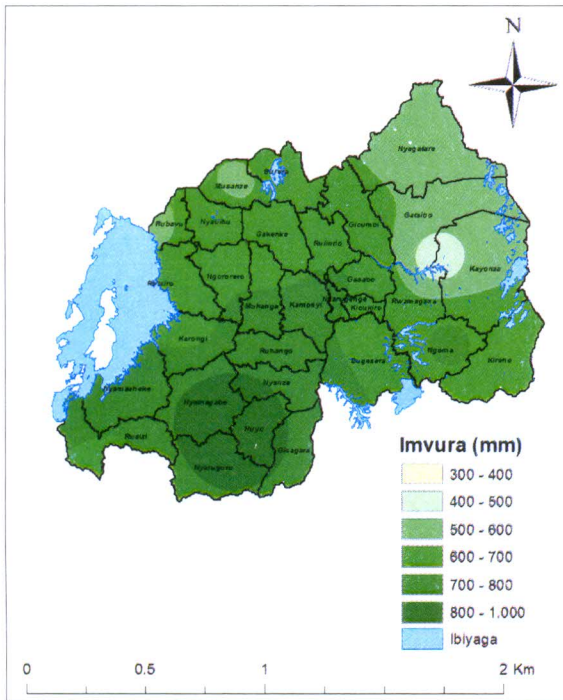 N
Nyagatare
Burera
Musanze
Gatsibo
Rubavu
Nyabihu
Gakenke
Rulindo
Gicumbi
Kayonza
Rutsiro
Ngororero
Gasabo
Muhanga
Kamonyi
Nyarugenge
Kicukiro
Rwamagana
Karongi
Ruhango
Bugesera
Ngoma
Kirehe
Nyamasheke
Nyanza
Nyamagabe
Huye
Rusizi
Gisagara
Nyaruguru
Imvura (mm)
300 - 400
400 - 500
500 - 600
600 - 700
700 - 800
800 - 1.000
Ibiyaga
0 0.5 1 2 Km